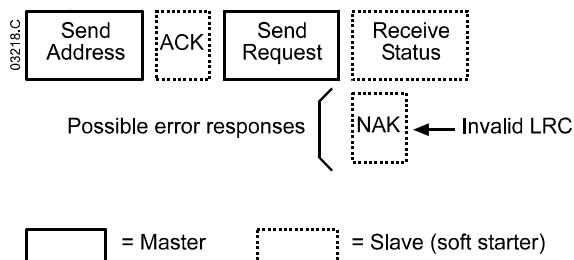 03218.C
Send
Address
ACK
Send
Request
Receive
Status
Possible error responses
NAK
Invalid LRC
= Master
= Slave (soft starter)